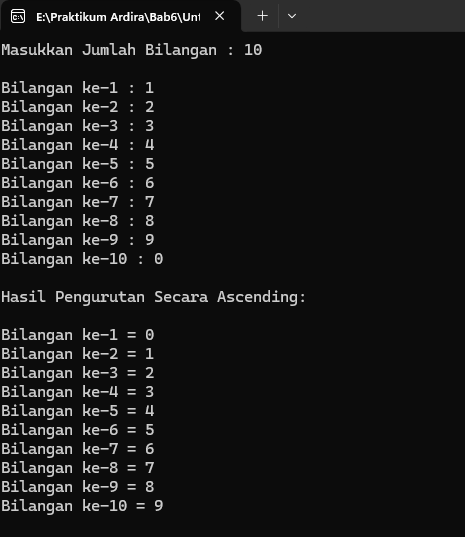 E:\Praktikum Ardira\Bab6\Unt
Masukkan Jumlah Bilangan : 10
Bilangan ke-1 : 1
Bilangan ke-2 : 2
Bilangan ke-3 : 3
Bilangan ke-4 : 4
Bilangan ke-5 : 5
Bilangan ke-6 : 6
Bilangan ke-7 : 7
Bilangan ke-8 : 8
Bilangan ke-9 : 9
Bilangan ke-10 : 0
Hasil Pengurutan Secara Ascending:
Bilangan ke-1 = 0
Bilangan ke-2 = 1
Bilangan ke-3 = 2
Bilangan ke-4 = 3
Bilangan ke-5 = 4
Bilangan ke-6 = 5
Bilangan ke-7 = 6
Bilangan ke-8 = 7
Bilangan ke-9 = 8
Bilangan ke-10 = 9